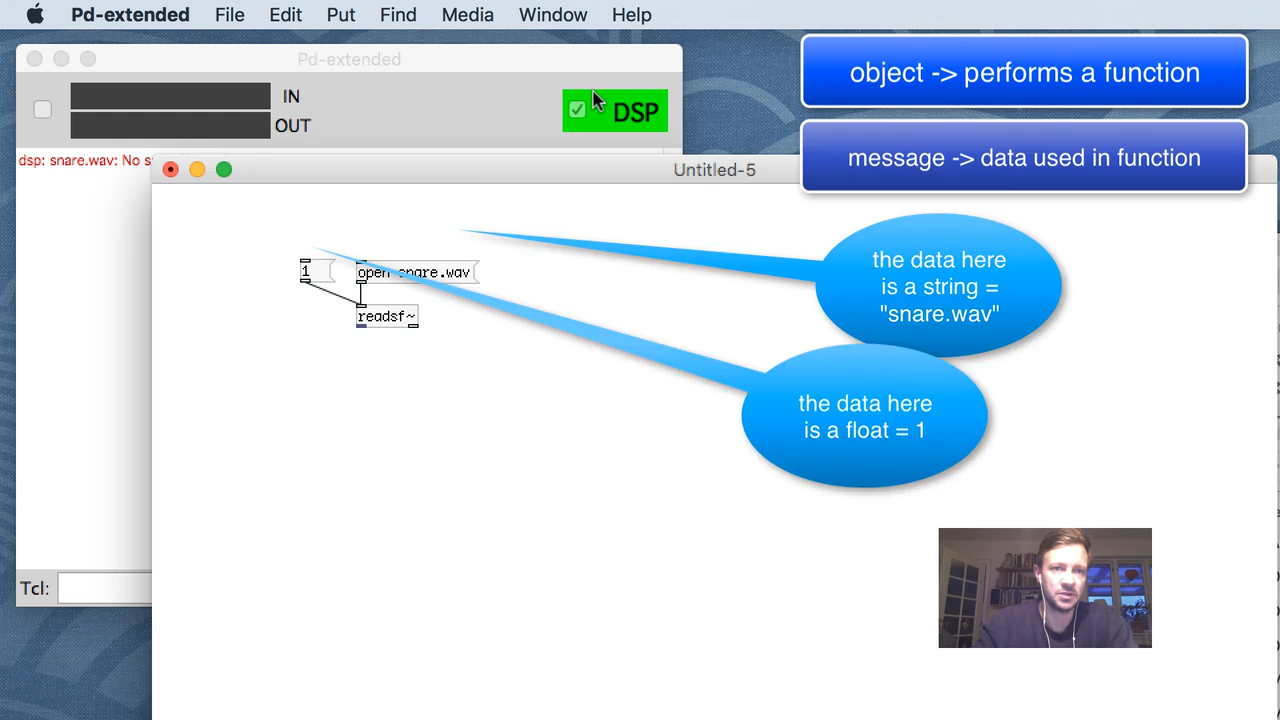 Pd-extended File Edit Put Find Media Window Help
Pd-extended
IN
OUT
DSP
dsp: snare.wav: No
Untitled-5
object -> performs a function
message -> data used in function
1
open snare.wav
readsf~
the data here
is a string =
"snare.wav"
the data here
is a float = 1
Tcl: